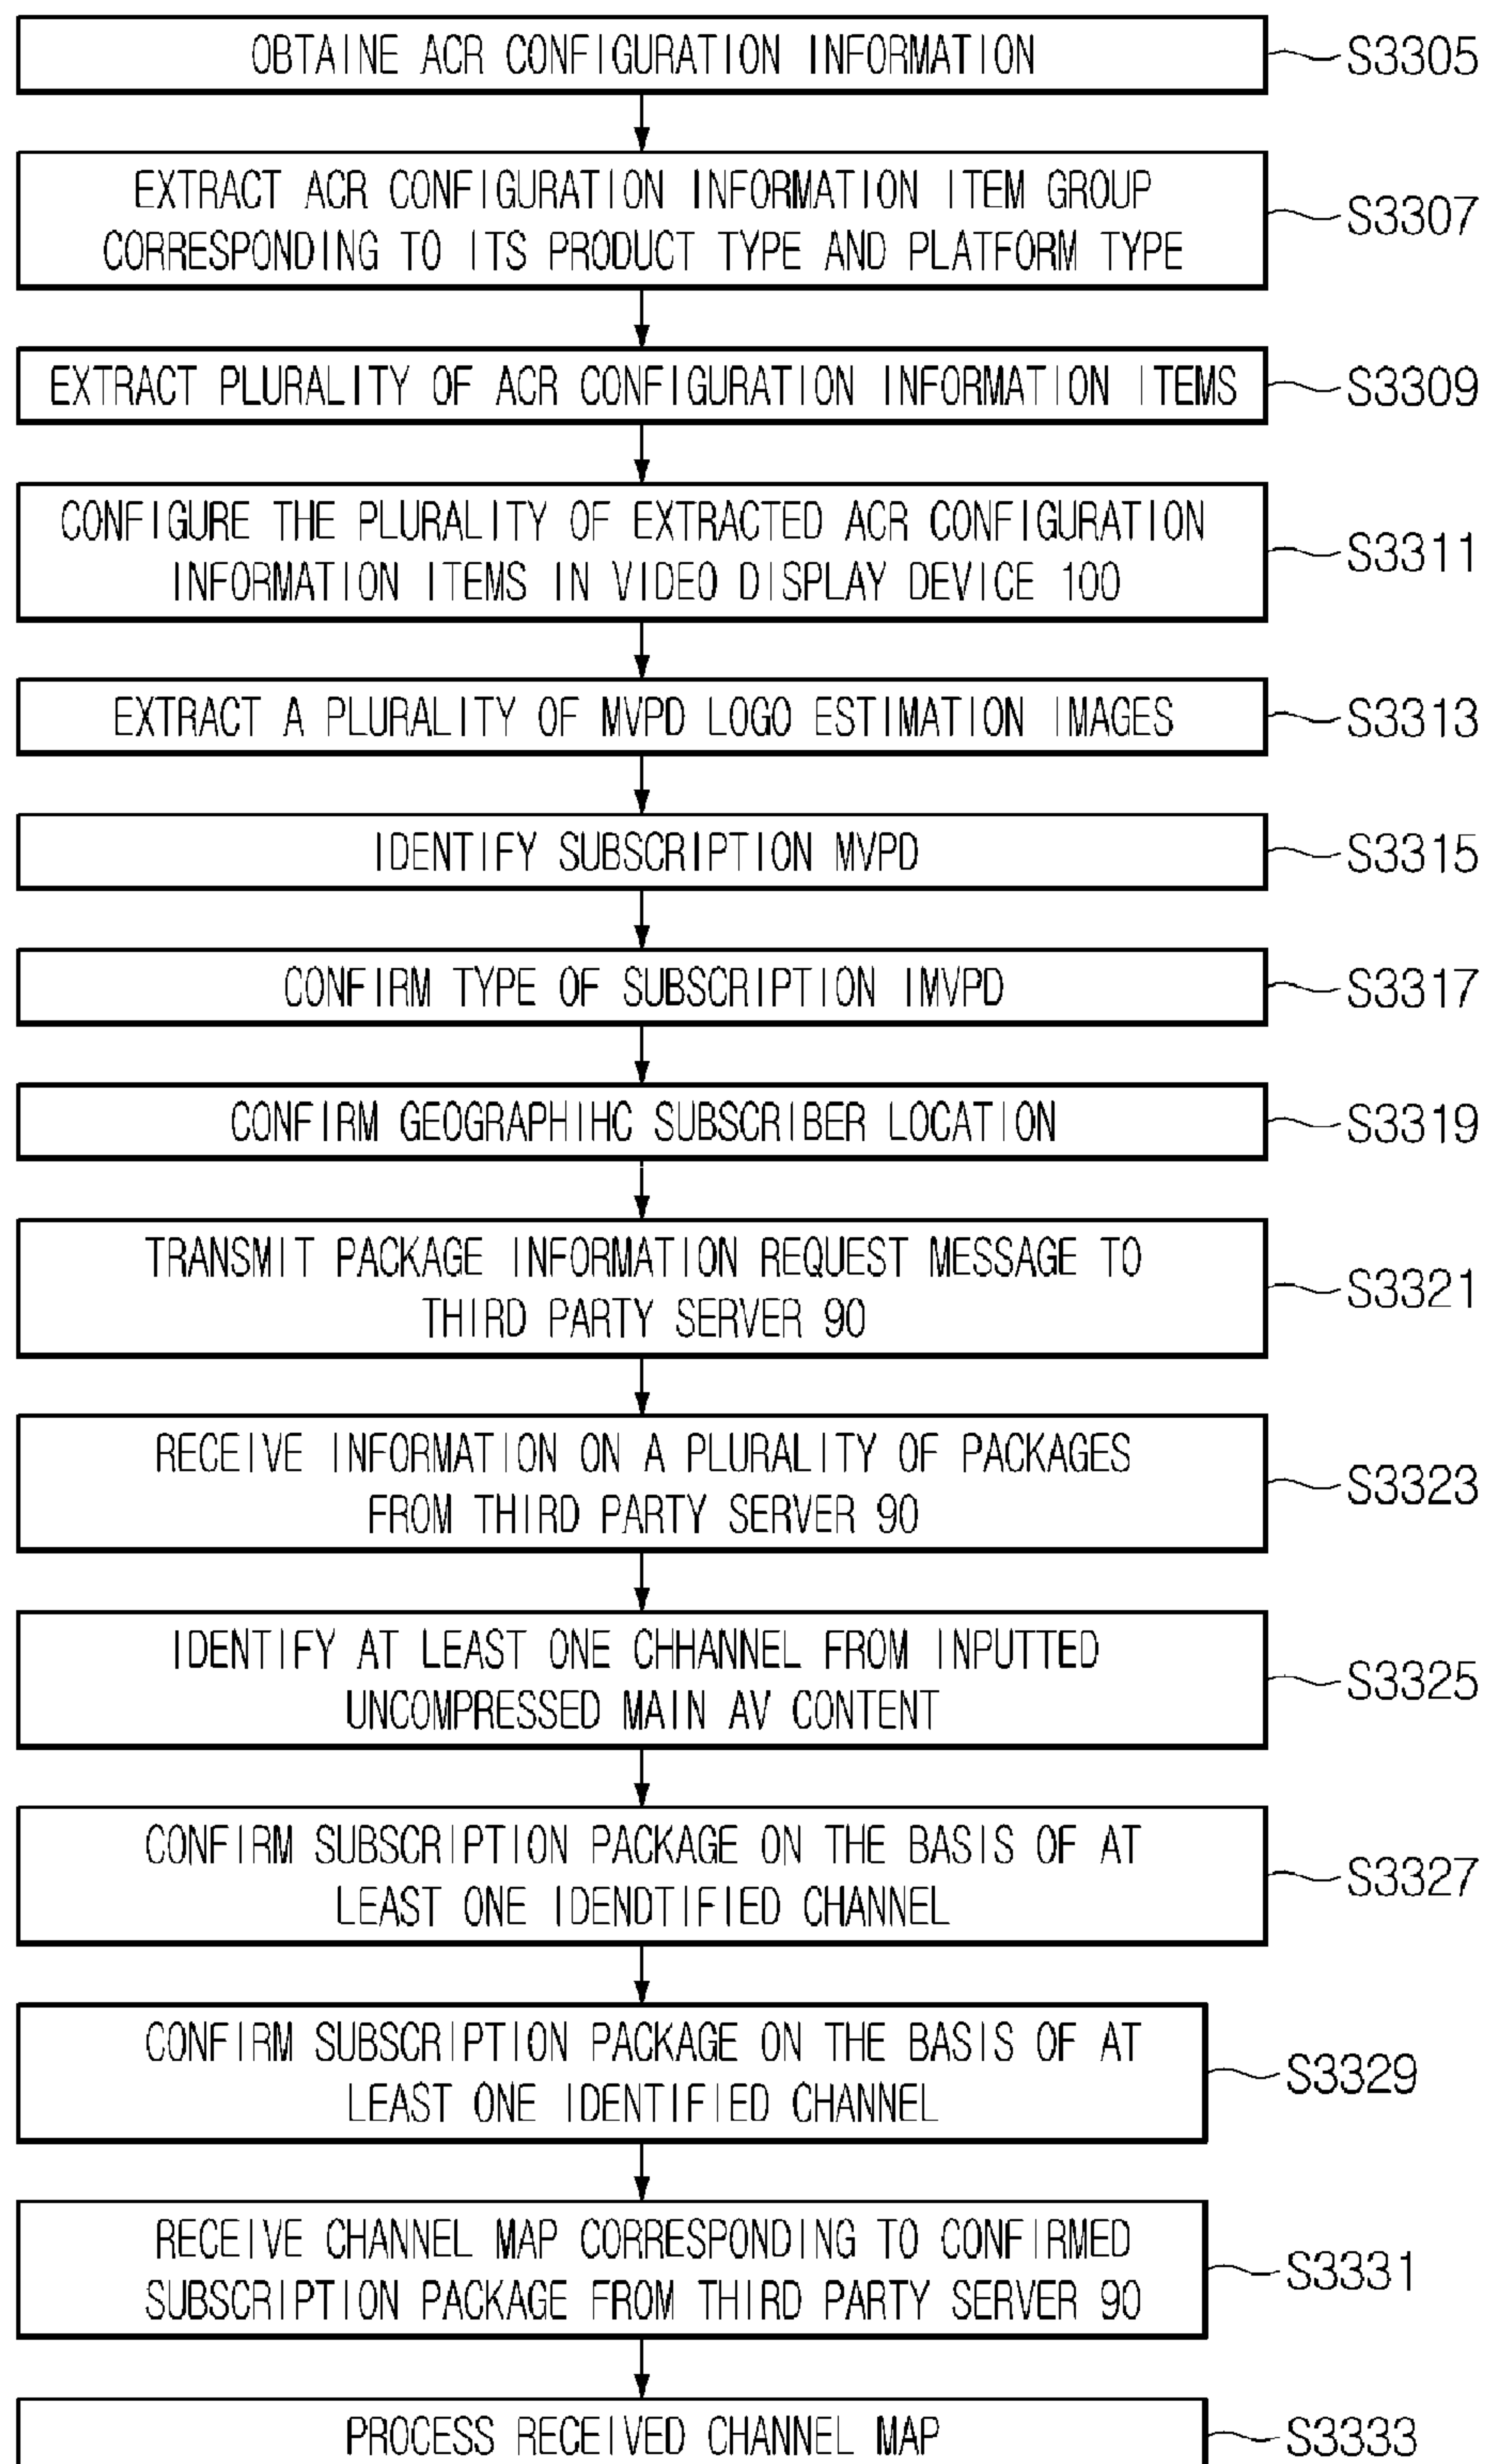 OBTAINE ACR CONFIGURATION INFORMATION
S3305
EXTRACT ACR CONFIGURATION INFORMATION ITEM GROUP
CORRESPONDING TO ITS PRODUCT TYPE AND PLATFORM TYPE
S3307
EXTRACT PLURALITY OF ACR CONFIGURATION INFORMATION ITEMS
S3309
CONFIGURE THE PLURALITY OF EXTRACTED ACR CONFIGURATION
INFORMATION ITEMS IN VIDEO DISPLAY DEVICE 100
S3311
EXTRACT A PLURALITY OF MVPD LOGO ESTIMATION IMAGES
S3313
IDENTIFY SUBSCRIPTION MVPD
S3315
CONFIRM TYPE OF SUBSCRIPTION IMVPD
S3317
CONFIRM GEOGRAPHIHC SUBSCRIBER LOCATION
S3319
TRANSMIT PACKAGE INFORMATION REQUEST MESSAGE TO
THIRD PARTY SERVER 90
S3321
RECEIVE INFORMATION ON A PLURALITY OF PACKAGES
FROM THIRD PARTY SERVER 90
S3323
IDENTIFY AT LEAST ONE CHHANNEL FROM INPUTTED
UNCOMPRESSED MAIN AV CONTENT
S3325
CONFIRM SUBSCRIPTION PACKAGE ON THE BASIS OF AT
LEAST ONE IDENDTIFIED CHANNEL
S3327
CONFIRM SUBSCRIPTION PACKAGE ON THE BASIS OF AT
LEAST ONE IDENTIFIED CHANNEL
S3329
RECEIVE CHANNEL MAP CORRESPONDING TO CONFIRMED
SUBSCRIPTION PACKAGE FROM THIRD PARTY SERVER 90
S3331
PROCESS RECEIVED CHANNEL MAP
S3333